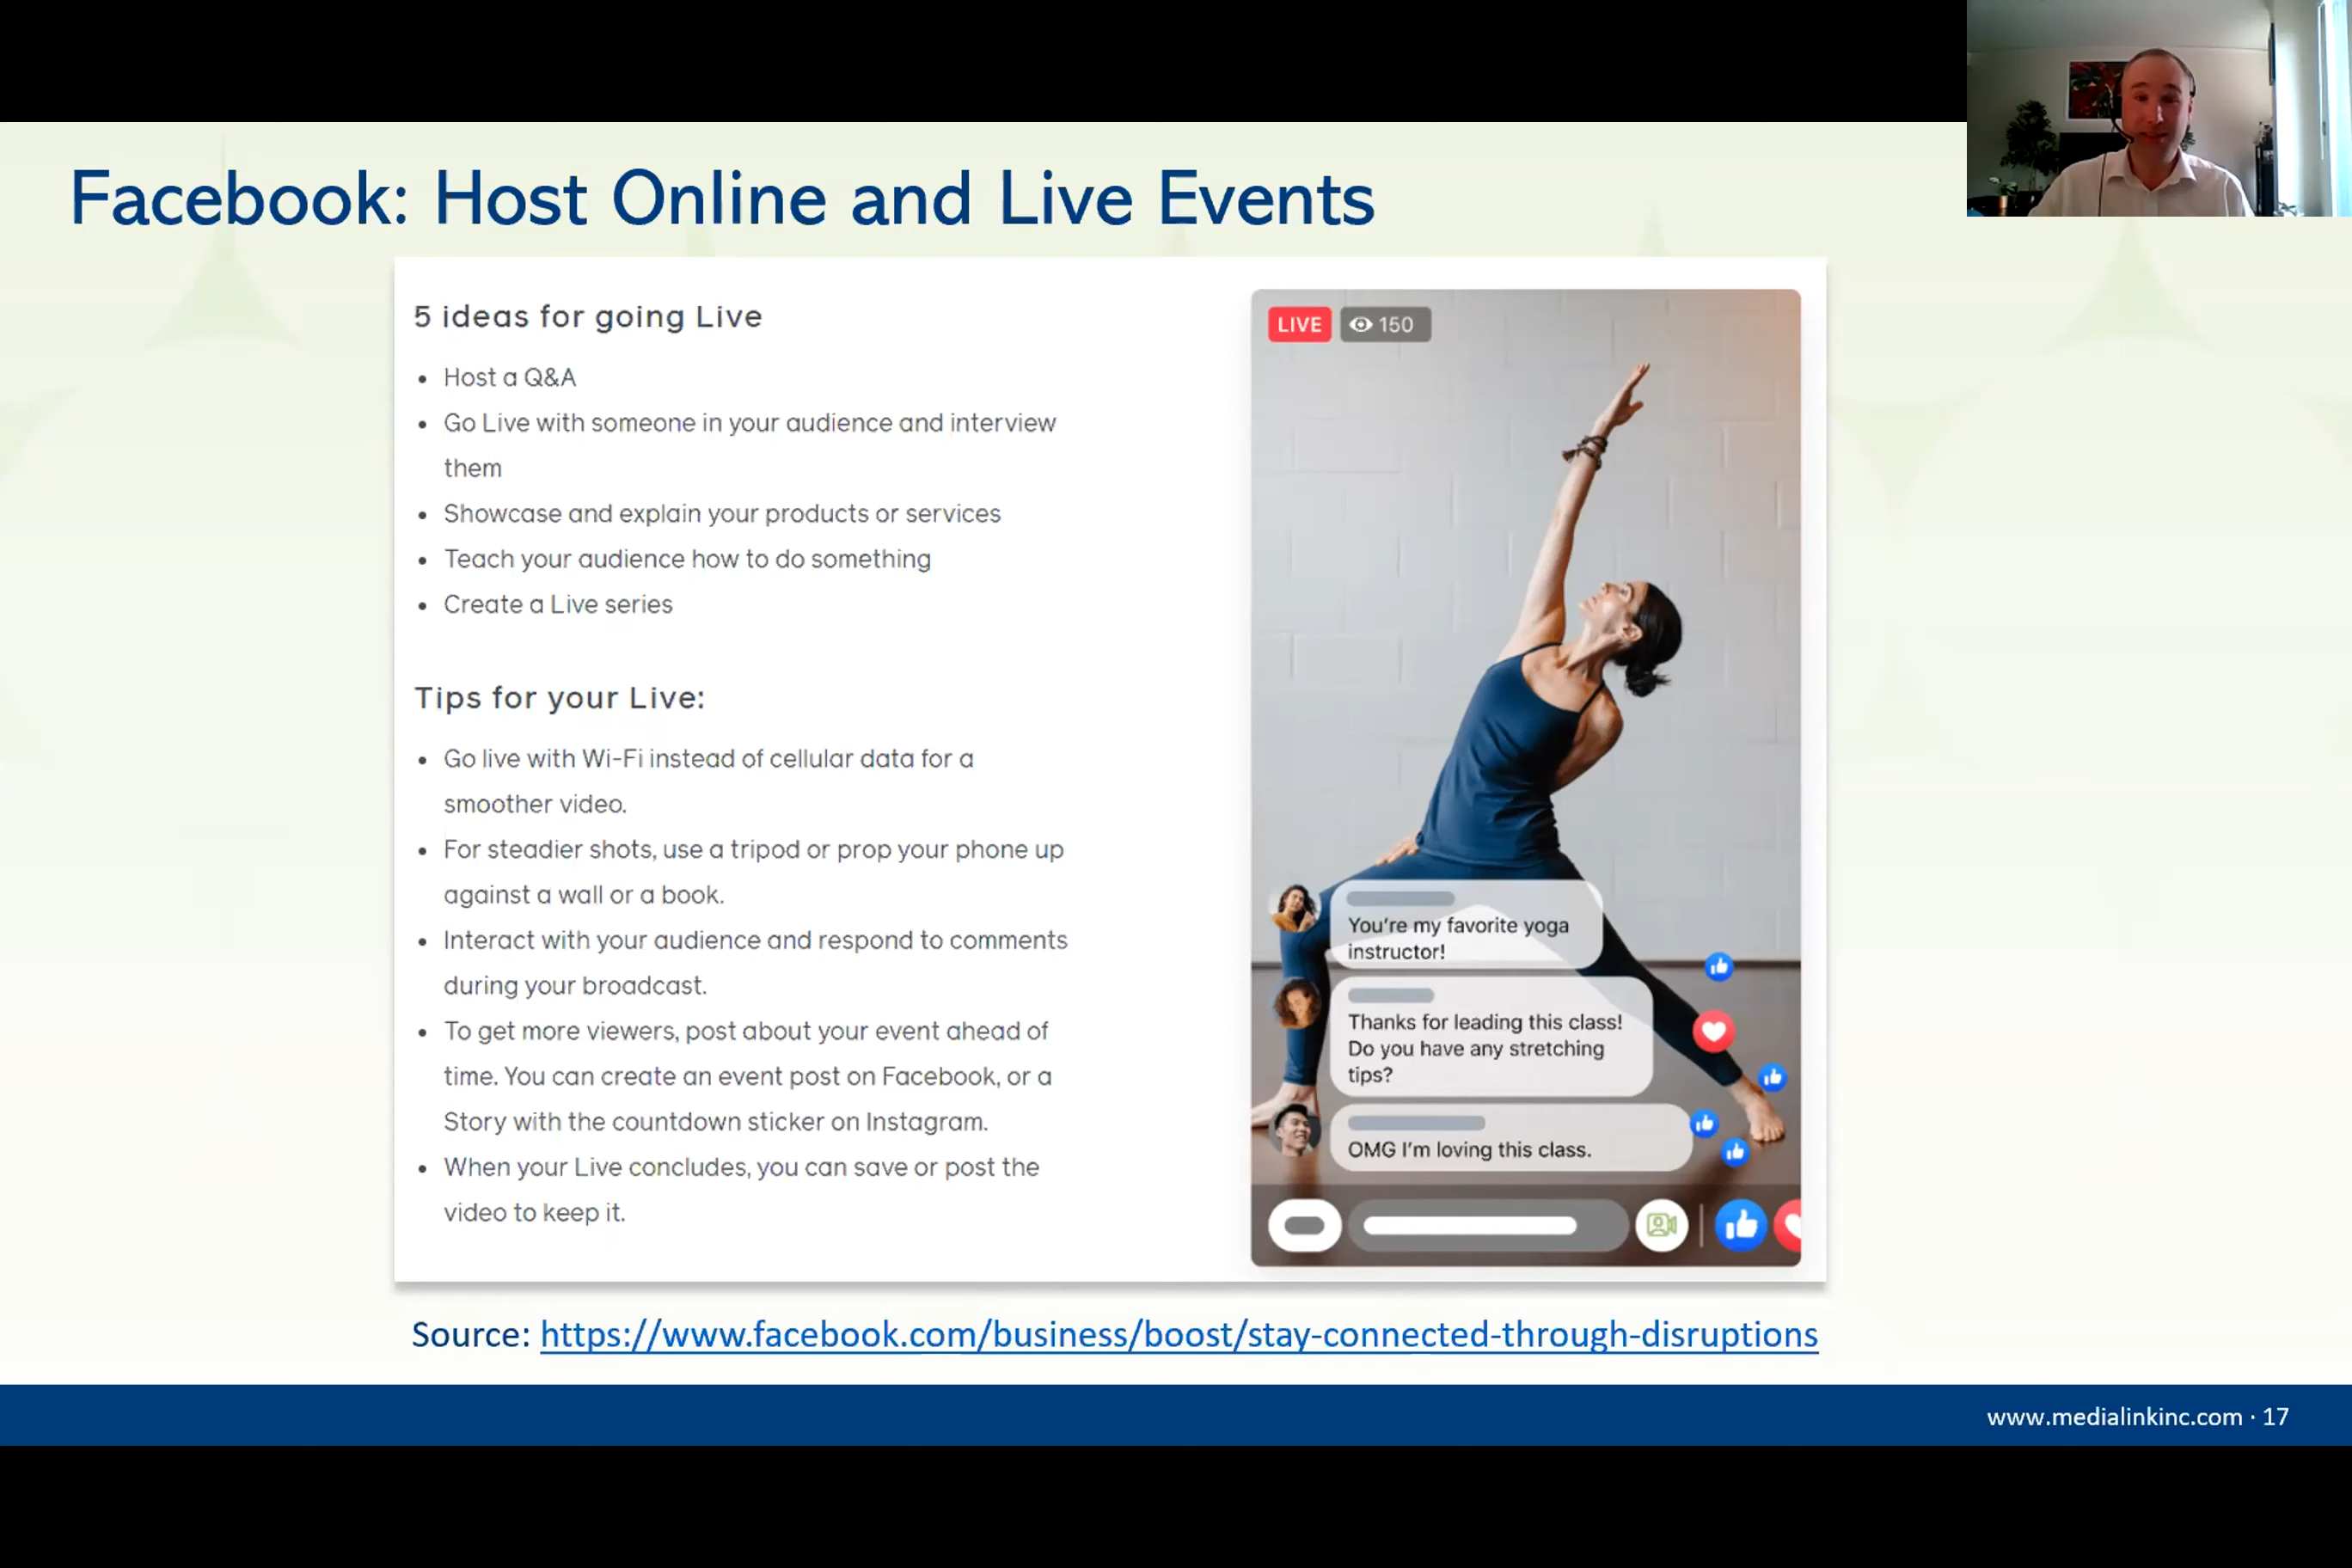 Facebook: Host Online and Live Events
5 ideas for going Live
• Host a Q&A
• Go Live with someone in your audience and interview
them
• Showcase and explain your products or services
• Teach your audience how to do something
• Create a Live series
Tips for your Live:
• Go live with Wi-Fi instead of cellular data for a
smoother video.
• For steadier shots, use a tripod or prop your phone up
against a wall or a book.
• Interact with your audience and respond to comments
during your broadcast.
• To get more viewers, post about your event ahead of
time. You can create an event post on Facebook, or a
Story with the countdown sticker on Instagram.
• When your Live concludes, you can save or post the
video to keep it.
LIVE 150
You're my favorite yoga
instructor!
Thanks for leading this class!
Do you have any stretching
tips?
OMG I'm loving this class.
Source: https://www.facebook.com/business/boost/stay-connected-through-disruptions
www.medialinkinc.com · 17